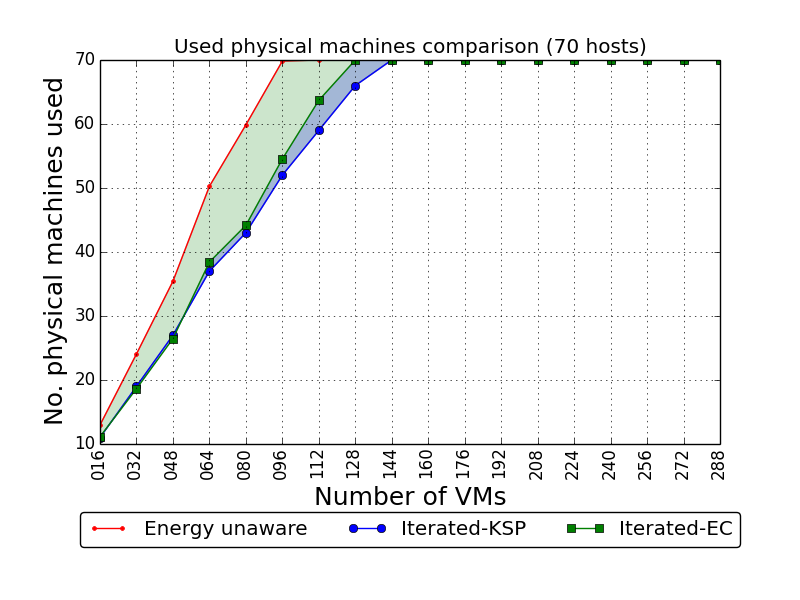 Used physical machines comparison (70 hosts)
No. physical machines used
70
60
50
40
30
20
10
016 032 048 064 080 096 112 128 144 160 176 192 208 224 240 256 272 288
Number of VMs
Energy unaware Iterated-KSP Iterated-EC